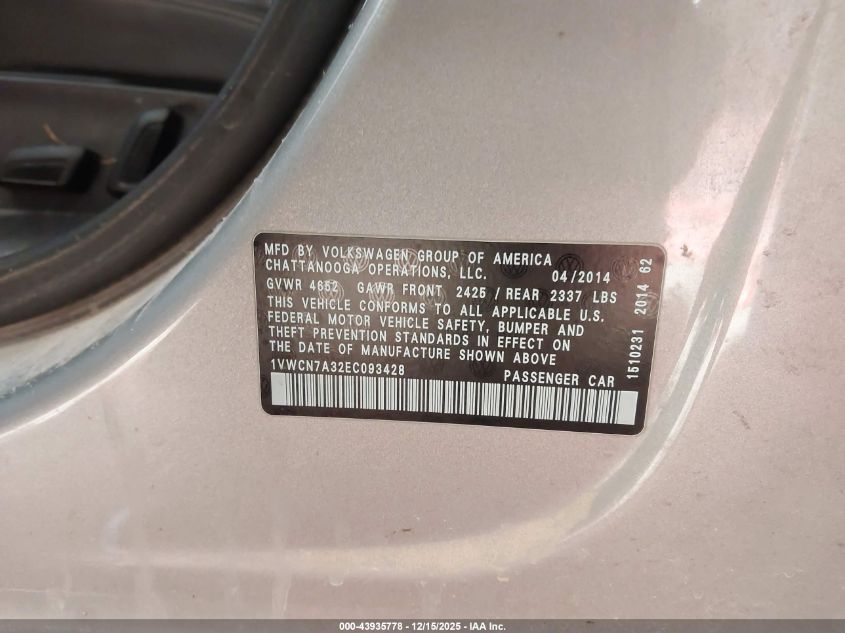 MFD BY VOLKSWAGEN GROUP OF AMERICA
CHATTANOOGA OPERATIONS, LLC. 04/2014
GVWR 4652 GAWR FRONT 2425 / REAR 2337 LBS
THIS VEHICLE CONFORMS TO ALL APPLICABLE U.S.
FEDERAL MOTOR VEHICLE SAFETY, BUMPER AND
THEFT PREVENTION STANDARDS IN EFFECT ON
THE DATE OF MANUFACTURE SHOWN ABOVE
1VWCN7A32EC093428 PASSENGER CAR
1510231 2014 62
000-43935778 - 12/15/2025 - IAA Inc.